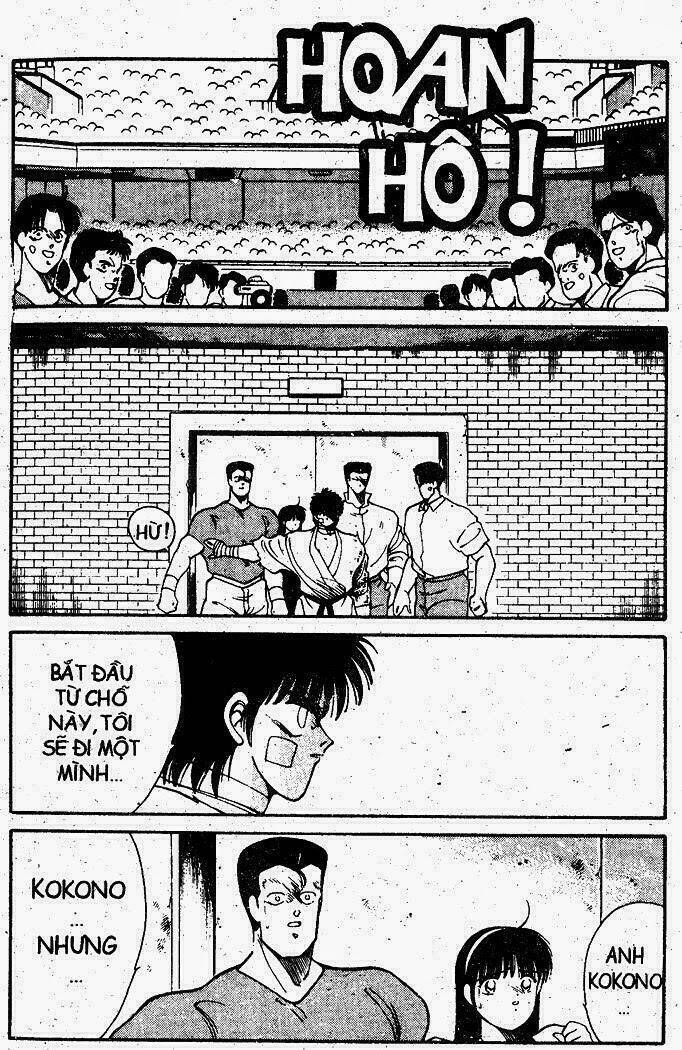 HOAN
HÔ!
HỪ!
BẮT ĐẦU
TỪ CHỖ
NÀY, TÔI
SẼ ĐI MỘT
MÌNH...
KOKONO
...
NHƯNG
...
ANH
KOKONO
...